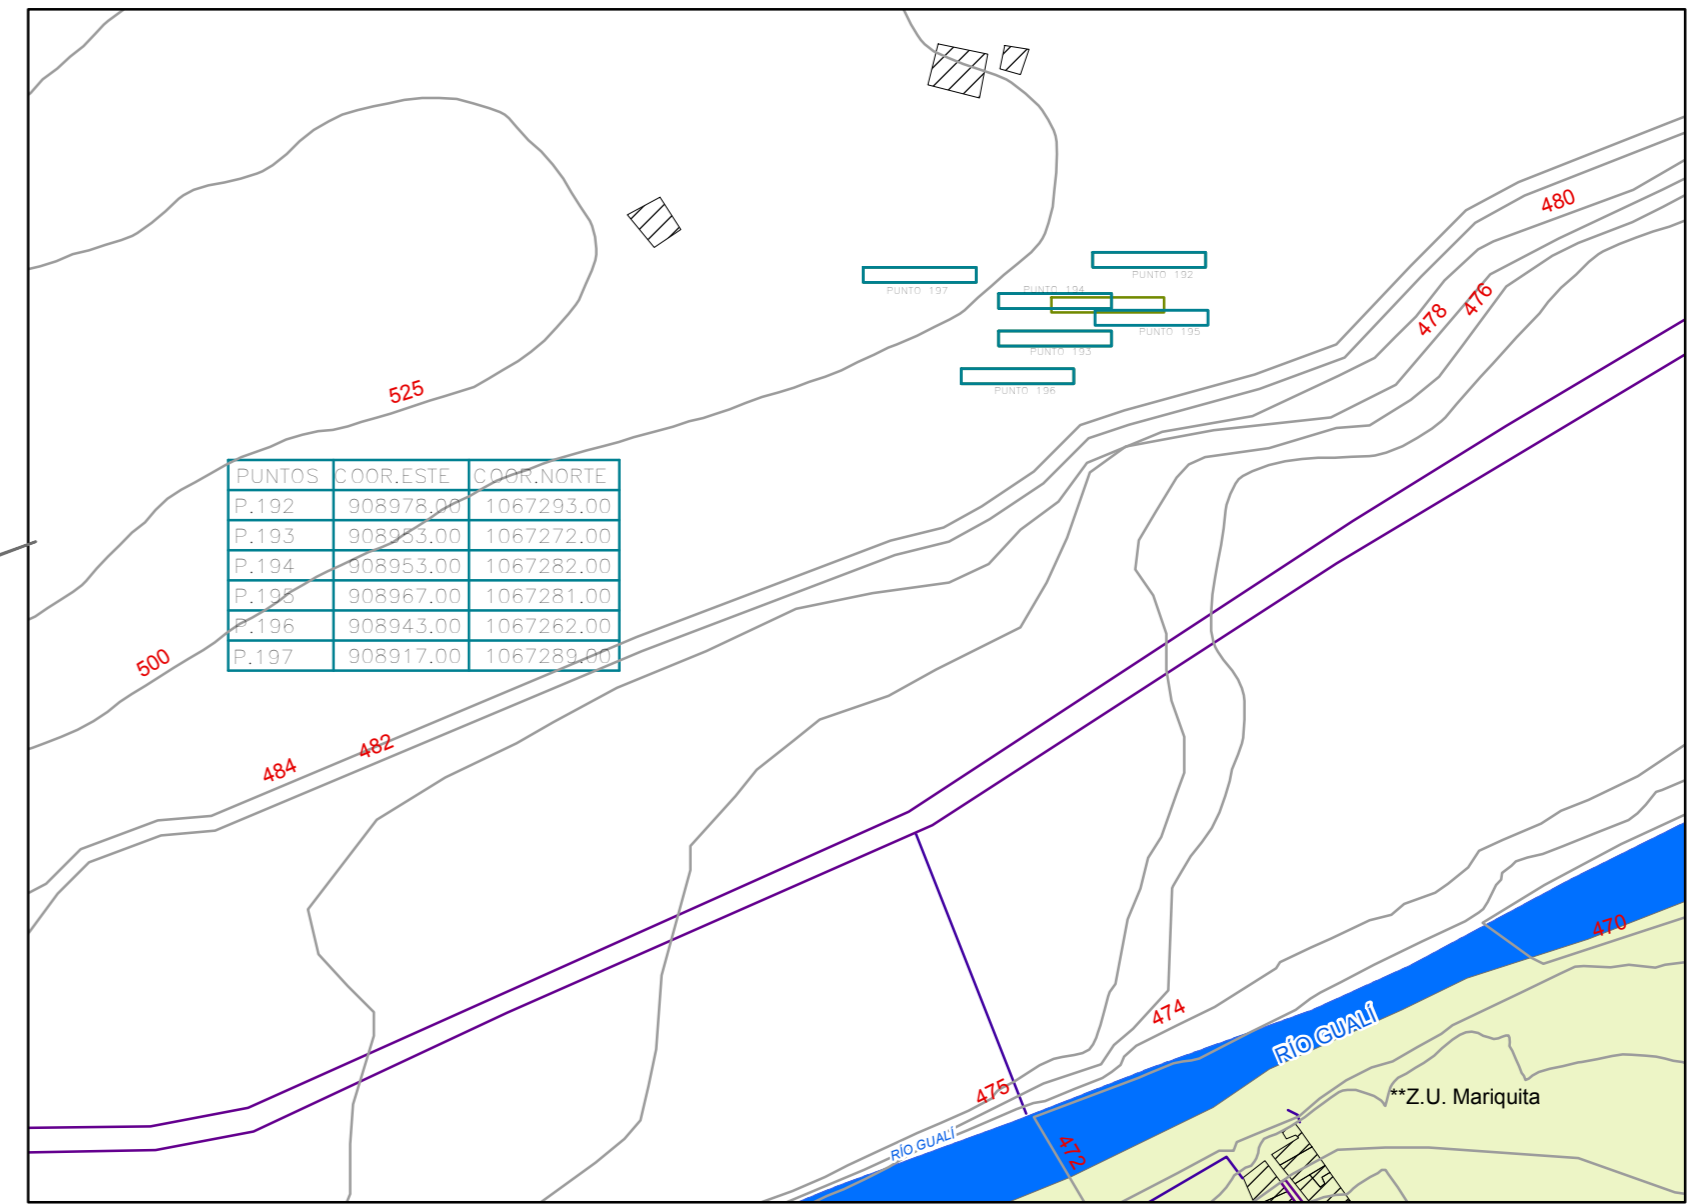 480
478
476
PUNTO 192
PUNTO 197
PUNTO 194
PUNTO 195
PUNTO 193
PUNTO 196
525
PUNTOS COOR.ESTE COOR.NORTE
P.192 908978.00 1067293.00
P.193 908953.00 1067272.00
P.194 908953.00 1067282.00
P.195 908967.00 1067281.00
P.196 908943.00 1067262.00
P.197 908917.00 1067289.00
500
482
484
470
474
RÍO GUALÍ
475
**Z.U. Mariquita
RÍO GUALÍ
472